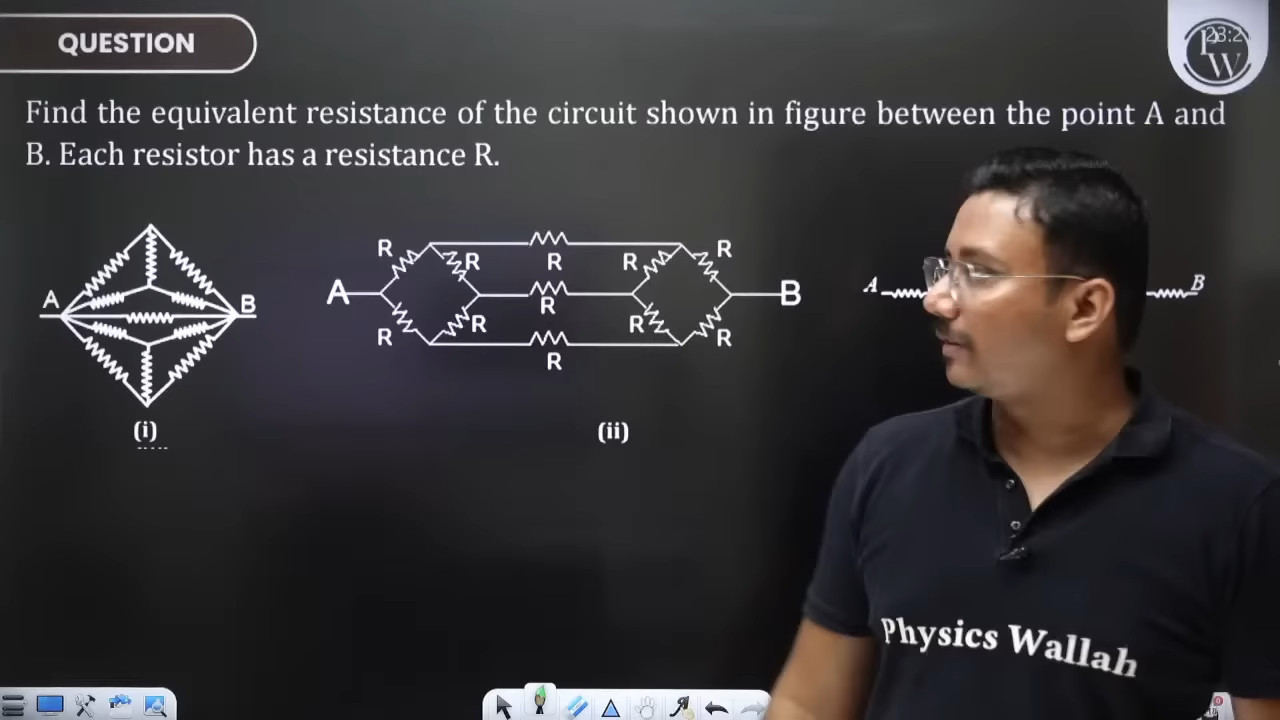 QUESTION
Find the equivalent resistance of the circuit shown in figure between the point A and
B. Each resistor has a resistance R.
A
B
(i)
A
R
R
R
R
R
R
R
R
R
R
R
B
(ii)
A
B
Physics Wallah